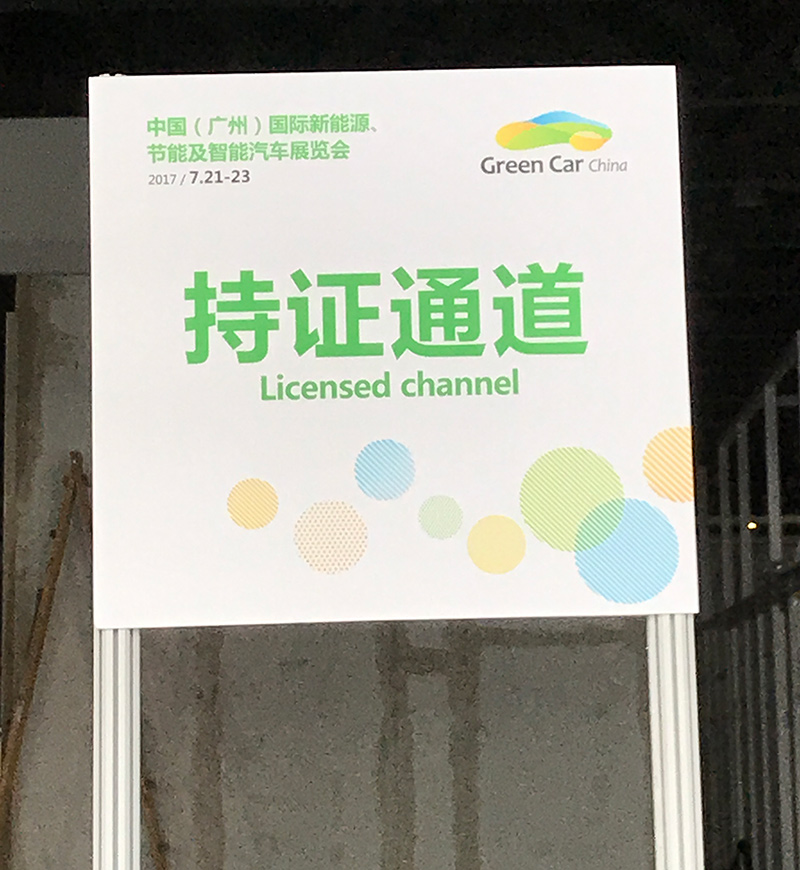 中国（广州）国际新能源、
节能及智能汽车展览会
2017 / 7.21-23
Green Car China
持证通道
Licensed channel